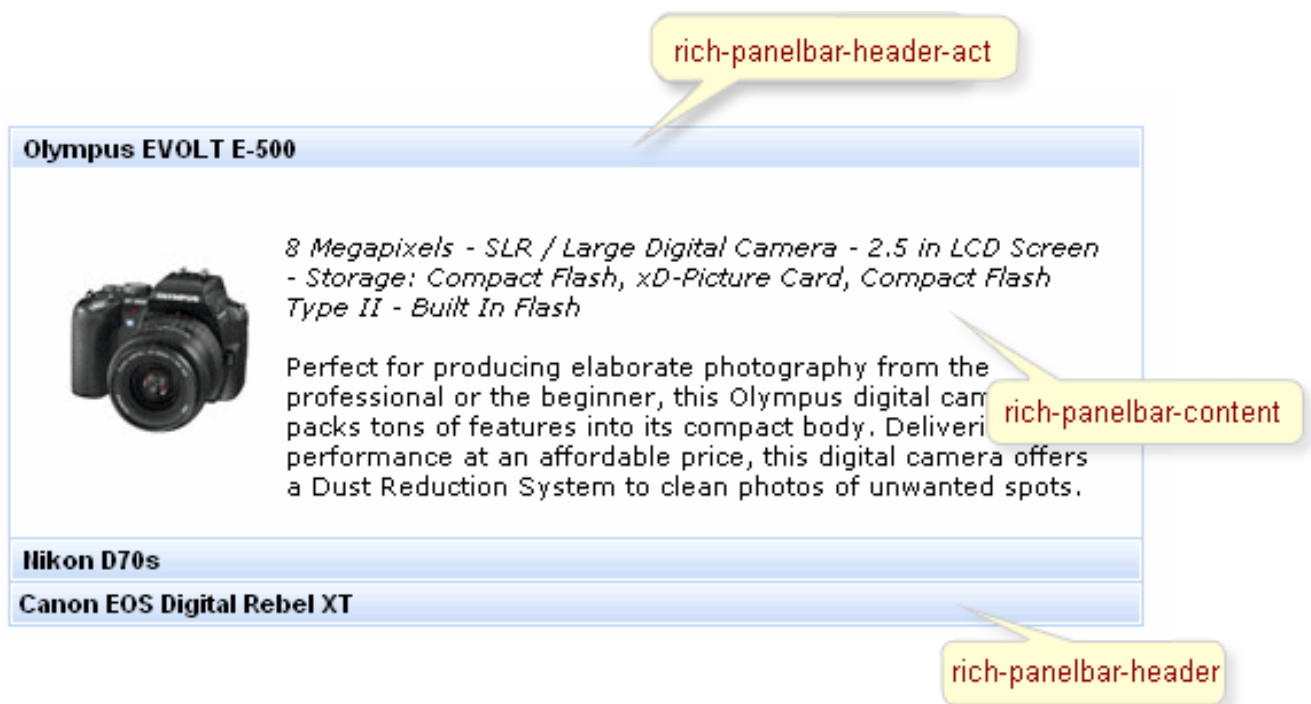 rich-panelbar-header-act
Olympus EVOLT E-500
8 Megapixels - SLR / Large Digital Camera - 2.5 in LCD Screen
- Storage: Compact Flash, xD-Picture Card, Compact Flash
Type II - Built In Flash
Perfect for producing elaborate photography from the
professional or the beginner, this Olympus digital
packs tons of features into its compact body.
rich-panelbar-content
performance at an affordable price, this digital camera offers
a Dust Reduction System to clean photos of unwanted spots.
Nikon D70s
Canon EOS Digital Rebel XT
rich-panelbar-header